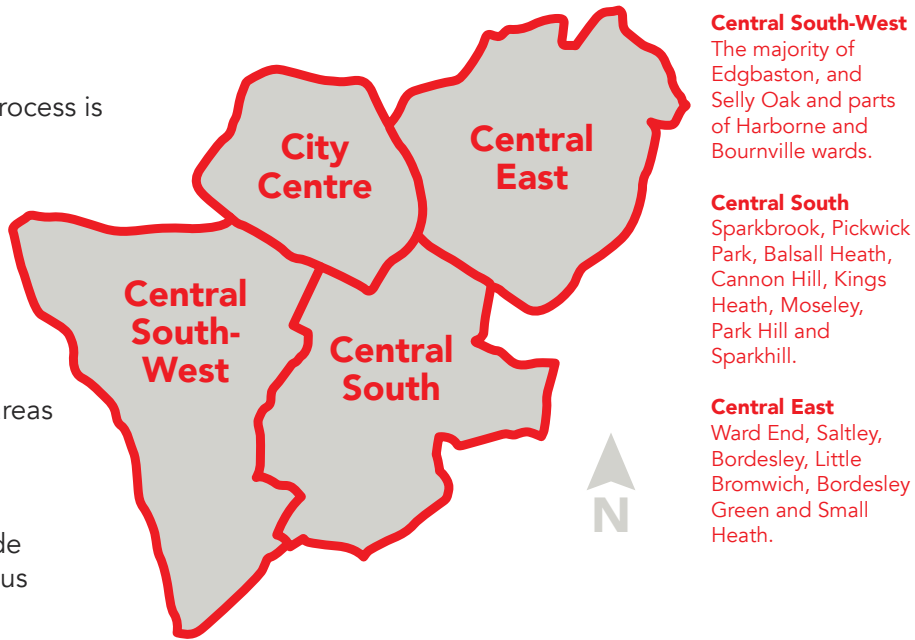 rocess is
reas
de
us
City
Centre
Central
East
Central
South-
West
Central
South
N
Central South-West
The majority of
Edgbaston, and
Selly Oak and parts
of Harborne and
Bournville wards.
Central South
Sparkbrook, Pickwick
Park, Balsall Heath,
Cannon Hill, Kings
Heath, Moseley,
Park Hill and
Sparkhill.
Central East
Ward End, Saltley,
Bordesley, Little
Bromwich, Bordesley
Green and Small
Heath.